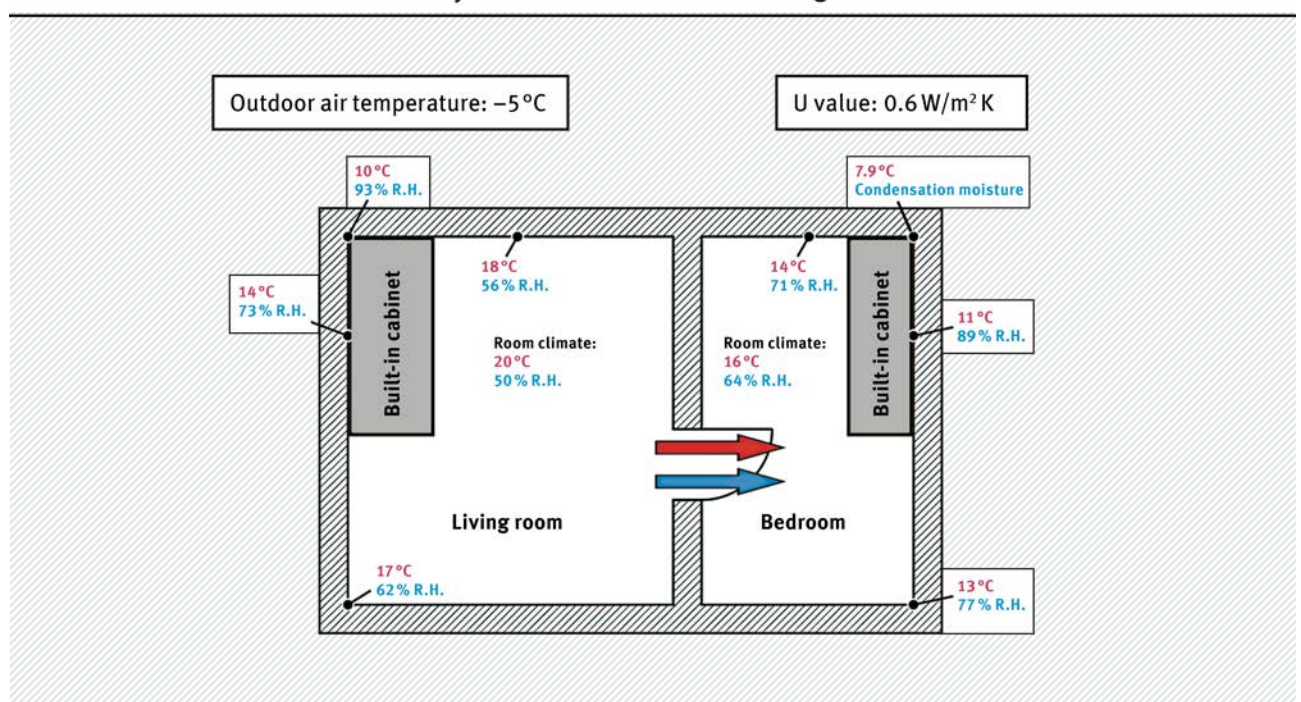 Outdoor air temperature: –5°C
U value: 0.6 W/m² K
10°C
93% R.H.
7.9°C
Condensation moisture
18°C
56% R.H.
14°C
71% R.H.
14°C
73% R.H.
Built-in cabinet
Room climate:
20°C
50% R.H.
Room climate:
16°C
64% R.H.
Built-in cabinet
11°C
89% R.H.
Living room
Bedroom
17°C
62% R.H.
13°C
77% R.H.